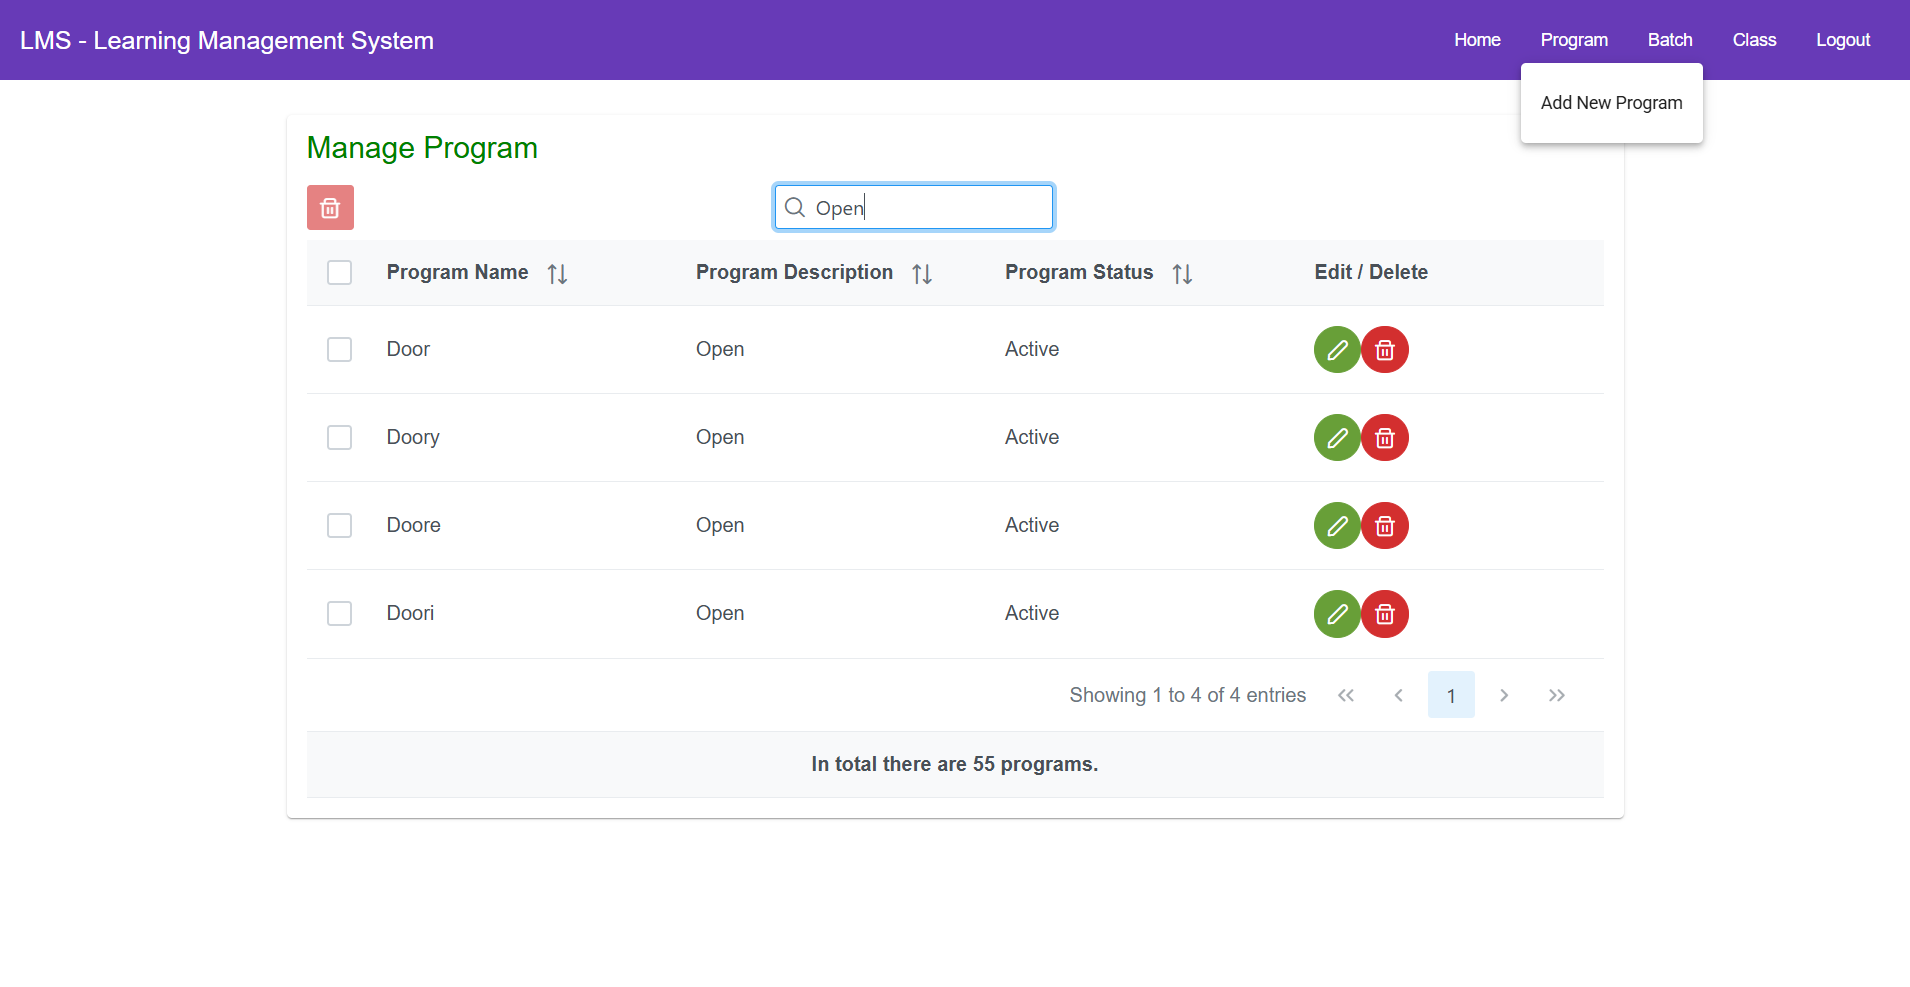 LMS - Learning Management System
Home Program Batch Class Logout
Add New Program
Manage Program
Open
Program Name Program Description Program Status Edit / Delete
Door Open Active
Doory Open Active
Doore Open Active
Doori Open Active
Showing 1 to 4 of 4 entries 1
In total there are 55 programs.